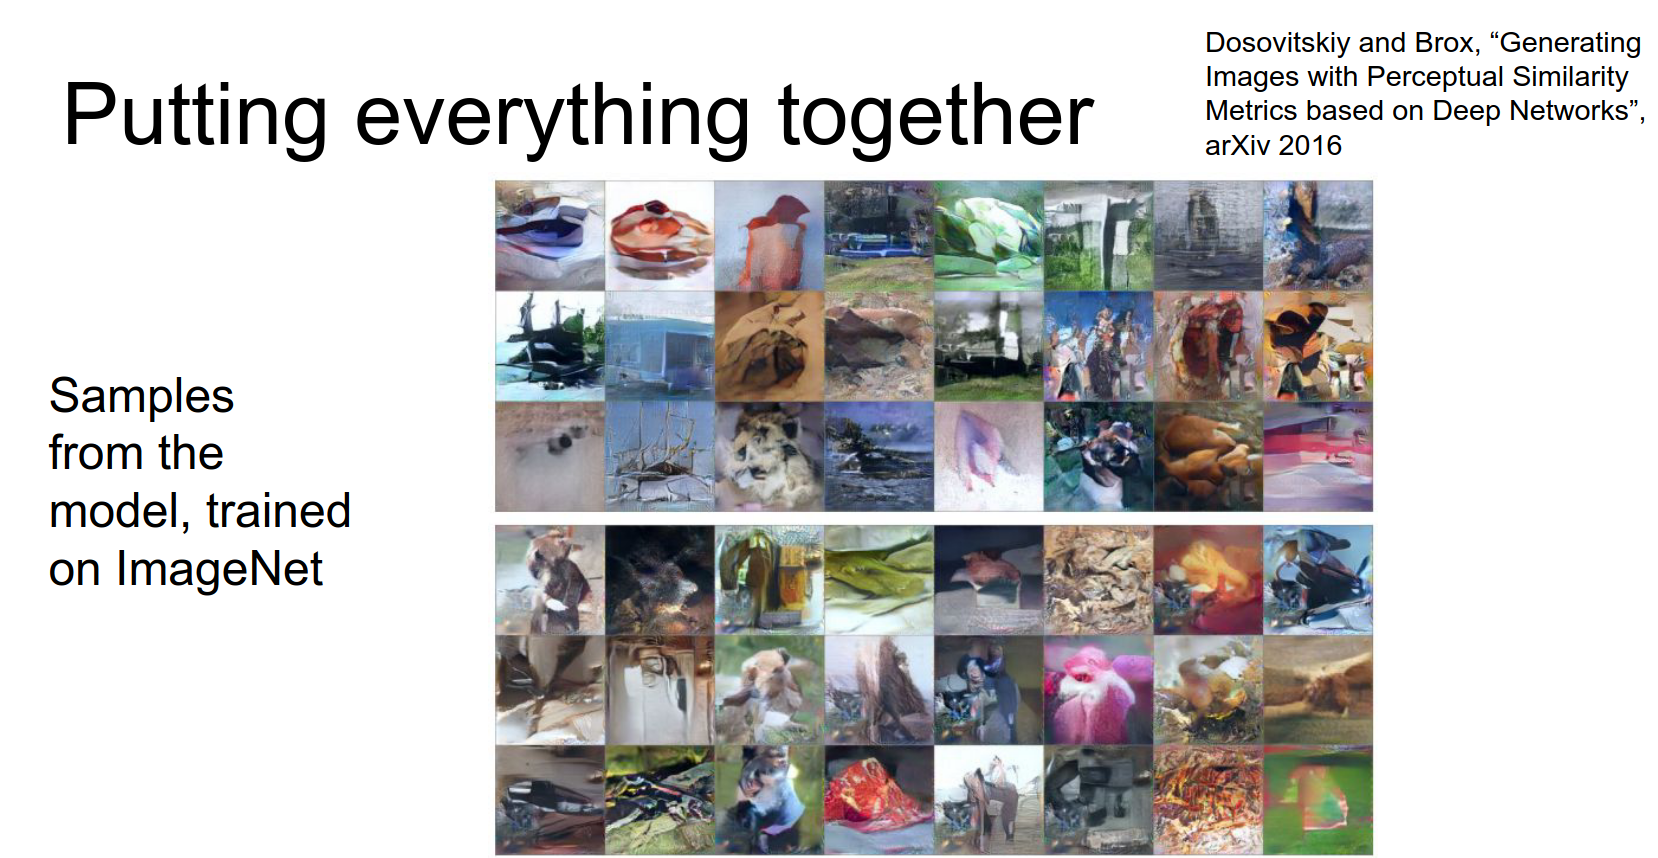 Putting everything together
Dosovitskiy and Brox, “Generating
Images with Perceptual Similarity
Metrics based on Deep Networks”,
arXiv 2016
Samples
from the
model, trained
on ImageNet